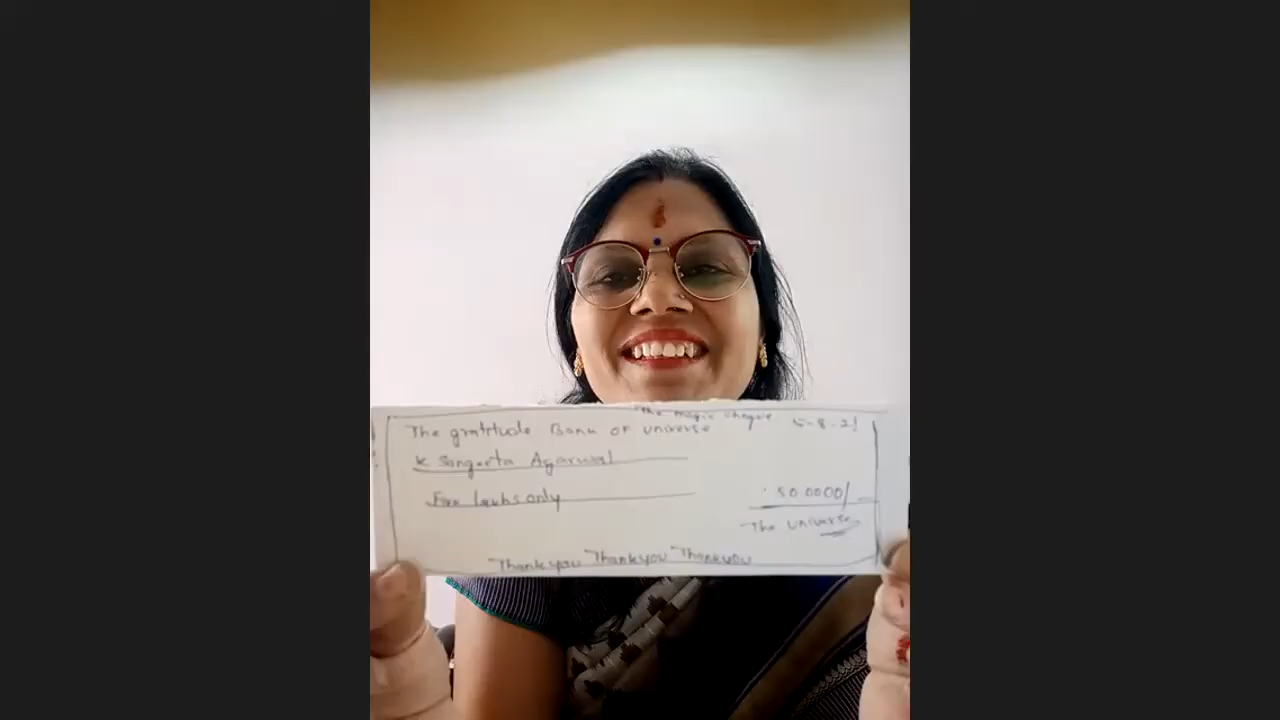 The magic cheque
The gratitude Bank of universe 5-8-21
K Sangeeta Agarwal
Five lakhs only 50 0000/
The Universe
Thankyou Thankyou Thankyou